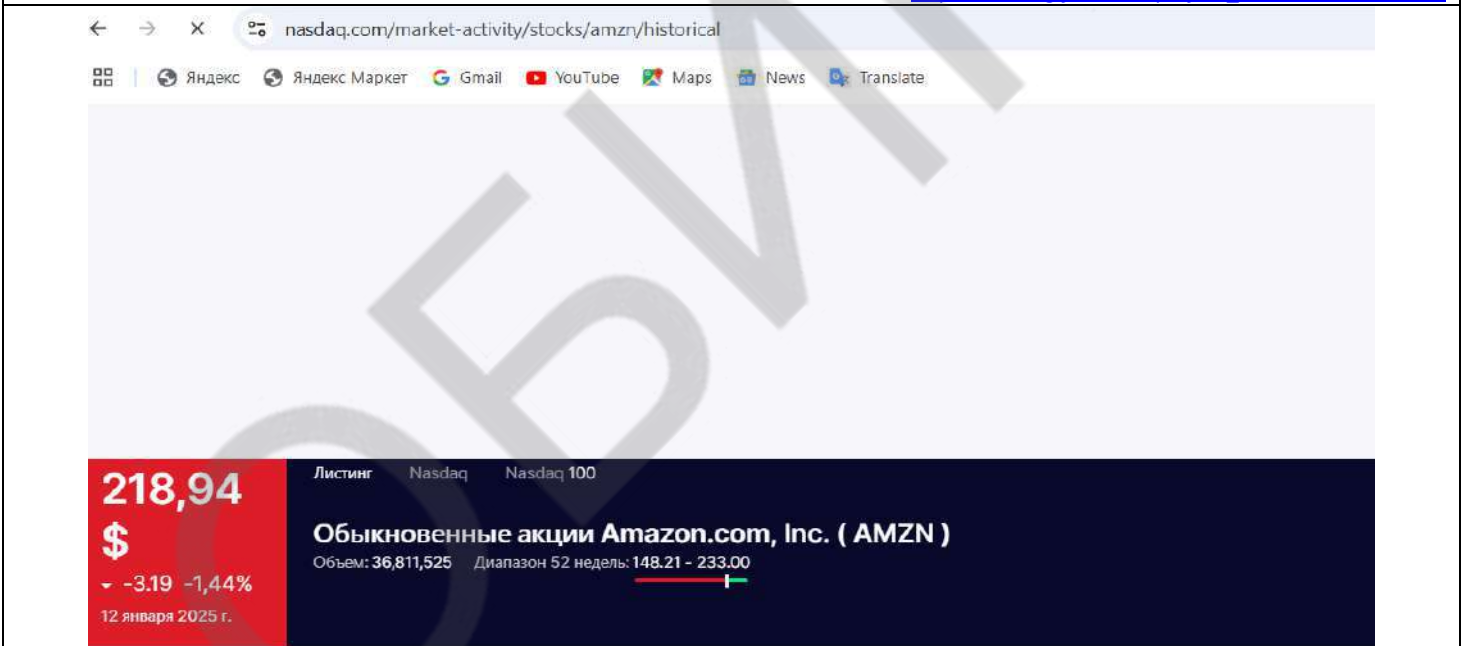 nasdaq.com/market-activity/stocks/amzn/historical
Яндекс Яндекс Маркет Gmail YouTube Maps News Translate
218,94
$
-3.19 -1,44%
12 января 2025 г.
Листинг Nasdaq Nasdaq 100
Обыкновенные акции Amazon.com, Inc. ( AMZN )
Объем: 36,811,525 Диапазон 52 недель: 148.21 - 233.00